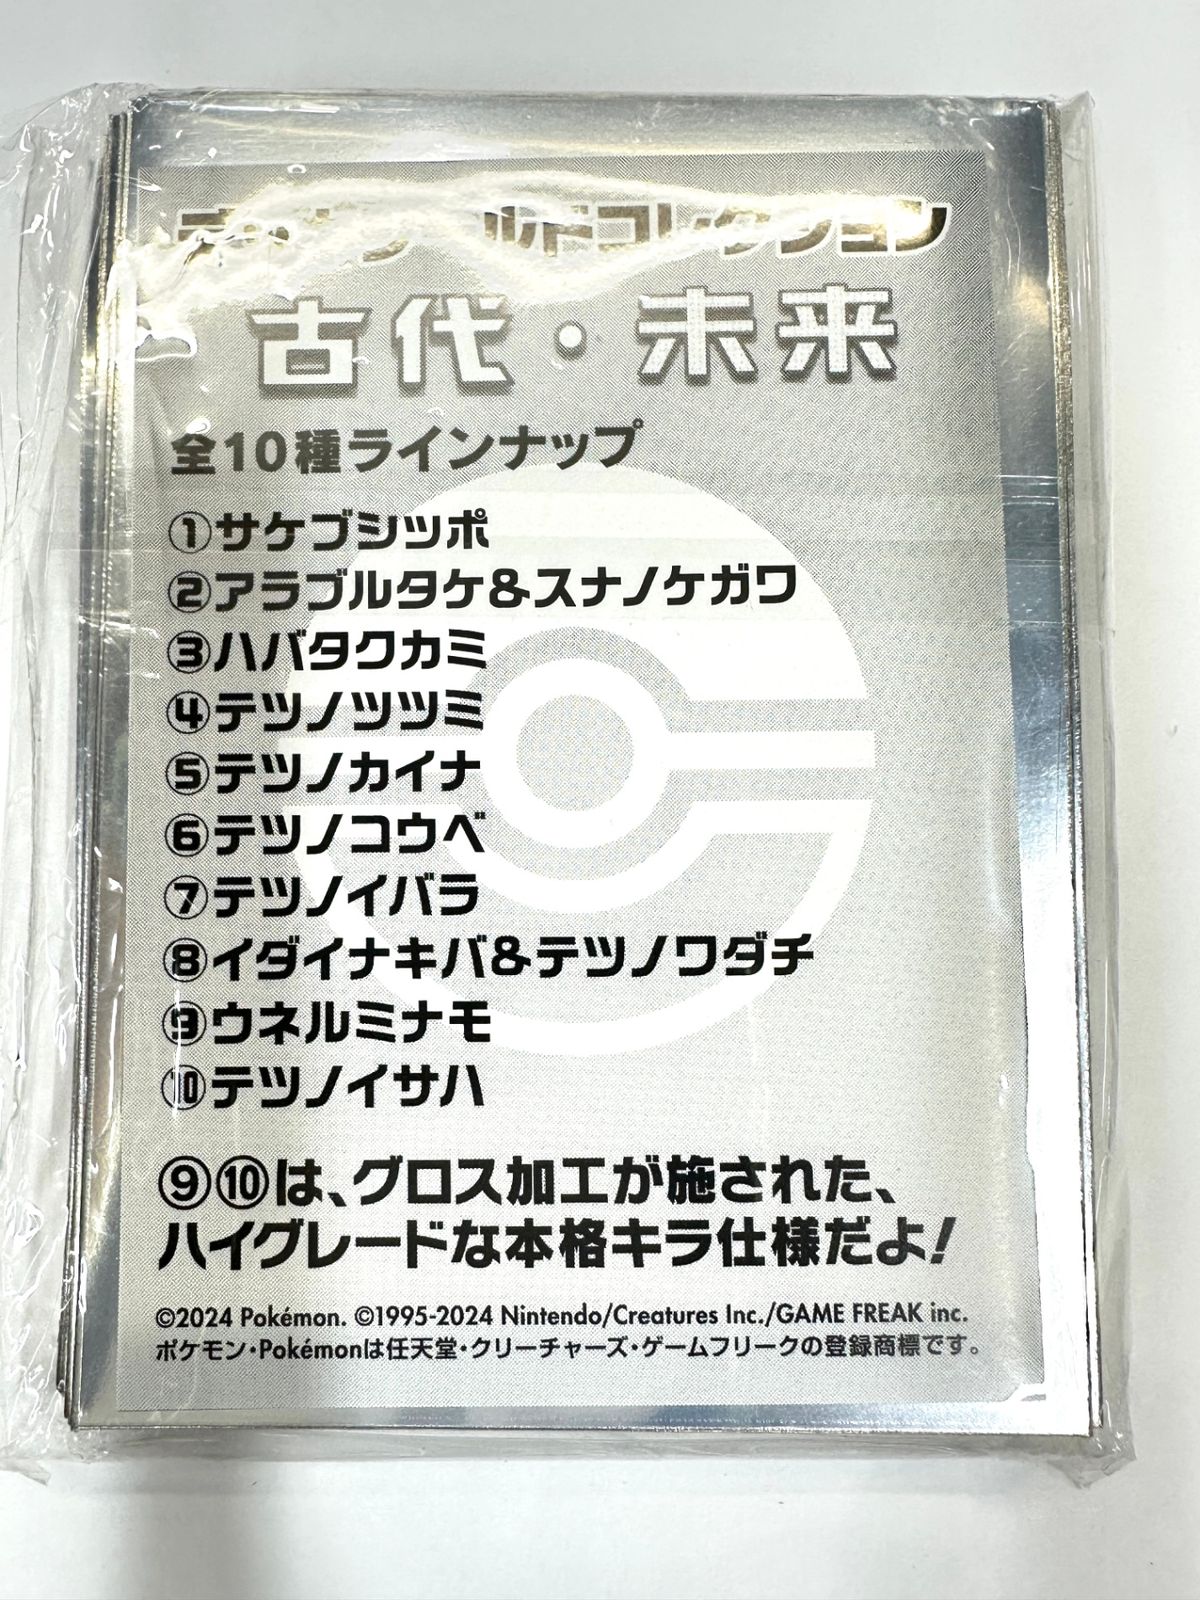 ールドコレクション
古代・未来
全10種ラインナップ
①サケブシッポ
②アラブルタケ&スナノケガワ
③ハバタクカミ
④テツノツツミ
⑤テツノカイナ
⑥テツノコウベ
⑦テツノイバラ
⑧イダイナキバ&テツノワダチ
⑨ウネルミナモ
⑩テツノイサハ
⑨⑩は、グロス加工が施された、
ハイグレードな本格キラ仕様だよ!
©2024 Pokémon. ©1995-2024 Nintendo/Creatures Inc./GAME FREAK inc.
ポケモン・Pokémonは任天堂・クリーチャーズ・ゲームフリークの登録商標です。